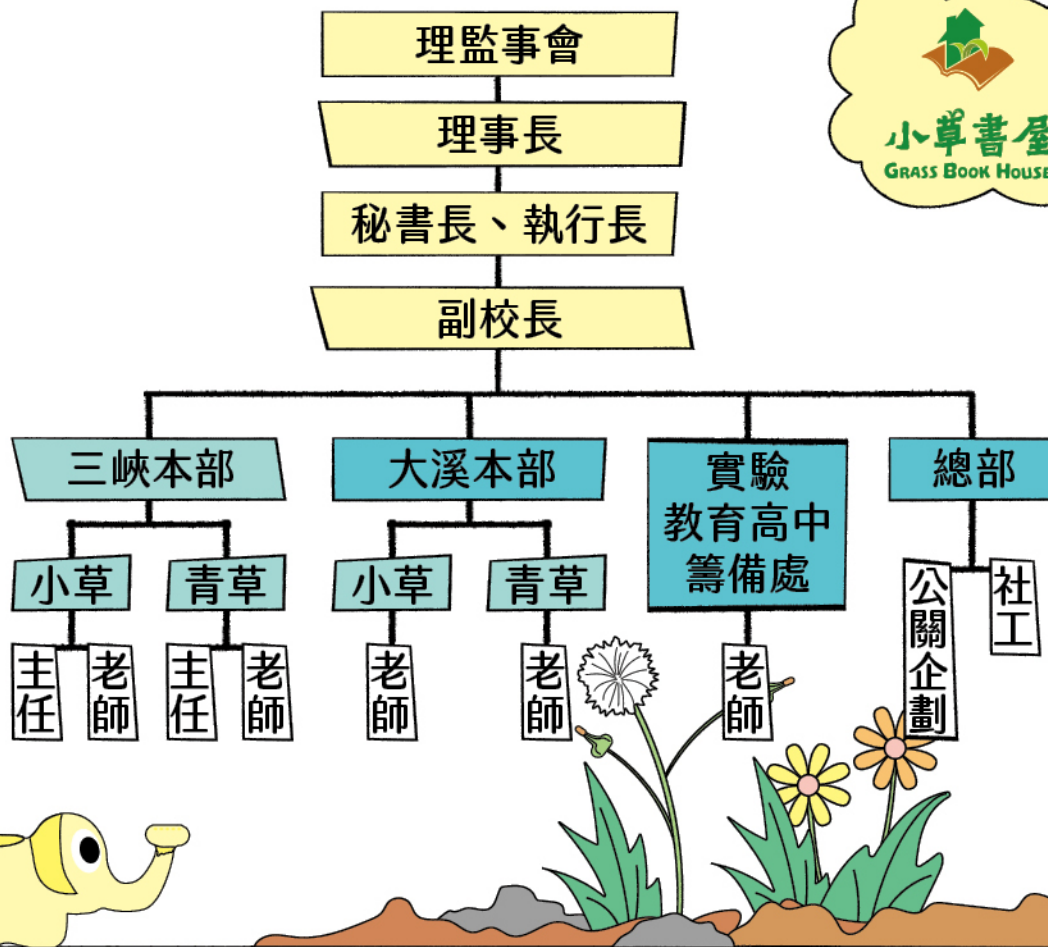 理監事會
小草書屋
GRASS BOOK HOUSE
理事長
秘書長、執行長
副校長
三峽本部
大溪本部
實驗
教育高中
籌備處
總部
小草
青草
小草
青草
公關企劃
社工
主任
老師
主任
老師
老師
老師
老師